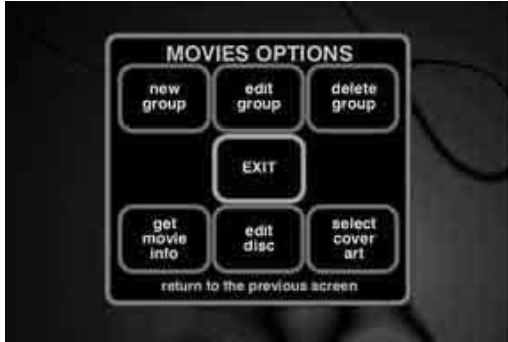 MOVIES OPTIONS
new group
edit group
delete group
EXIT
get movie info
edit disc
select cover art
return to the previous screen